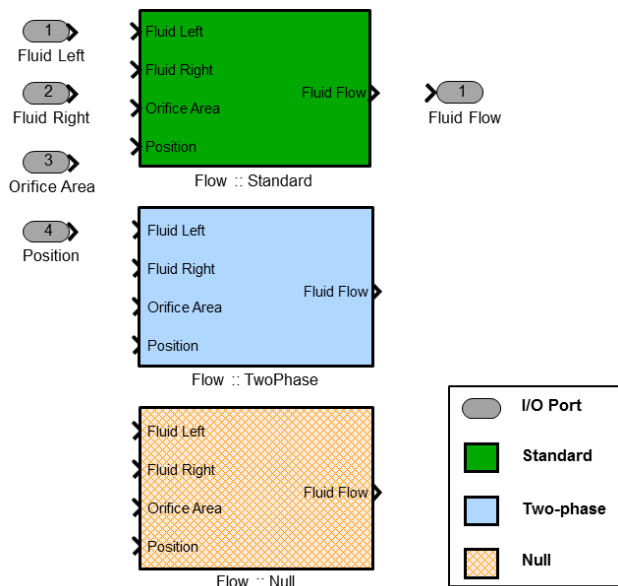 1
Fluid Left
2
Fluid Right
3
Orifice Area
4
Position
Fluid Left
Fluid Right
Orifice Area
Position
Fluid Flow
Flow :: Standard
1
Fluid Flow
Fluid Left
Fluid Right
Orifice Area
Position
Fluid Flow
Flow :: TwoPhase
Fluid Left
Fluid Right
Orifice Area
Position
Fluid Flow
Flow :: Null
I/O Port
Standard
Two-phase
Null